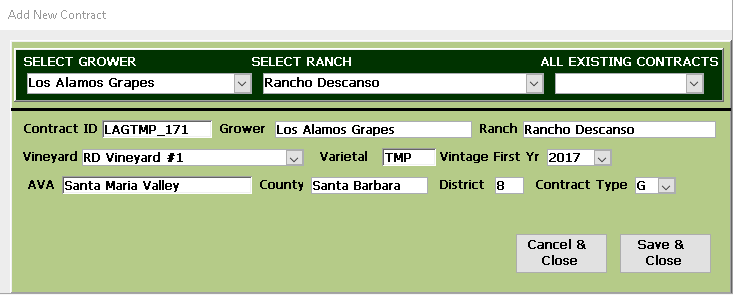 Add New Contract
SELECT GROWER SELECT RANCH ALL EXISTING CONTRACTS
Los Alamos Grapes Rancho Descanso
Contract ID LAGTMP_171 Grower Los Alamos Grapes Ranch Rancho Descanso
Vineyard RD Vineyard #1 Varietal TMP Vintage First Yr 2017
AVA Santa Maria Valley County Santa Barbara District 8 Contract Type G
Cancel & Save &
Close Close